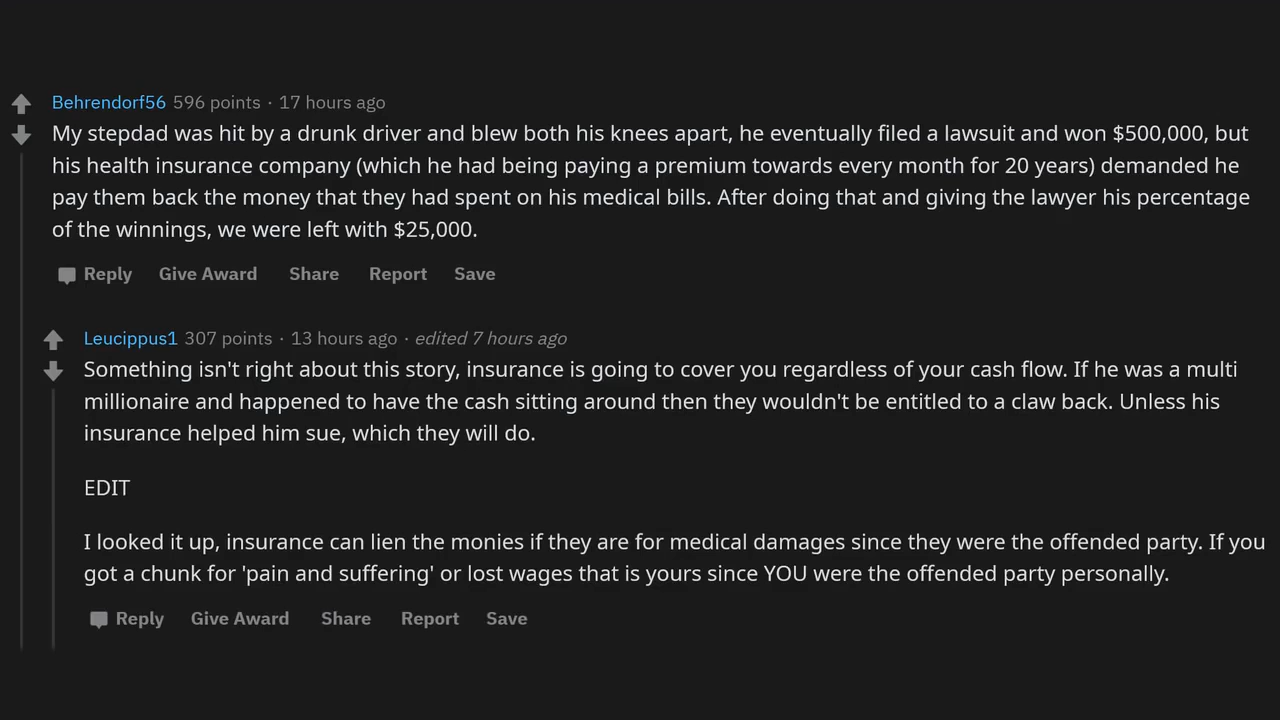 Behrendorf56 596 points · 17 hours ago
My stepdad was hit by a drunk driver and blew both his knees apart, he eventually filed a lawsuit and won $500,000, but
his health insurance company (which he had being paying a premium towards every month for 20 years) demanded he
pay them back the money that they had spent on his medical bills. After doing that and giving the lawyer his percentage
of the winnings, we were left with $25,000.
Reply Give Award Share Report Save
Leucippus1 307 points · 13 hours ago · edited 7 hours ago
Something isn't right about this story, insurance is going to cover you regardless of your cash flow. If he was a multi
millionaire and happened to have the cash sitting around then they wouldn't be entitled to a claw back. Unless his
insurance helped him sue, which they will do.
EDIT
I looked it up, insurance can lien the monies if they are for medical damages since they were the offended party. If you
got a chunk for 'pain and suffering' or lost wages that is yours since YOU were the offended party personally.
Reply Give Award Share Report Save